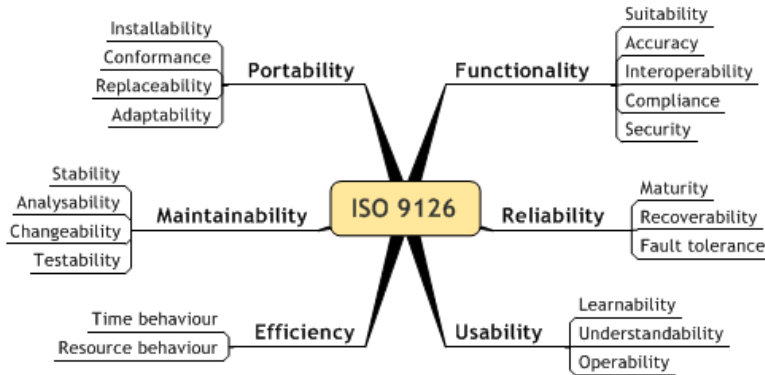 Installability
Conformance
Replaceability
Adaptability
Portability
Functionality
Suitability
Accuracy
Interoperability
Compliance
Security
Stability
Analysability
Changeability
Testability
Maintainability
ISO 9126
Reliability
Maturity
Recoverability
Fault tolerance
Time behaviour
Resource behaviour
Efficiency
Usability
Learnability
Understandability
Operability